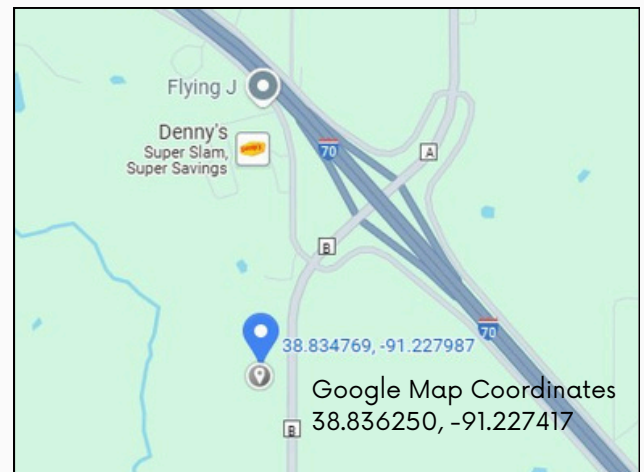 Flying J
Denny's
Super Slam,
Super Savings
70
A
B
38.834769, -91.227987
70
Google Map Coordinates
38.836250, -91.227417
B